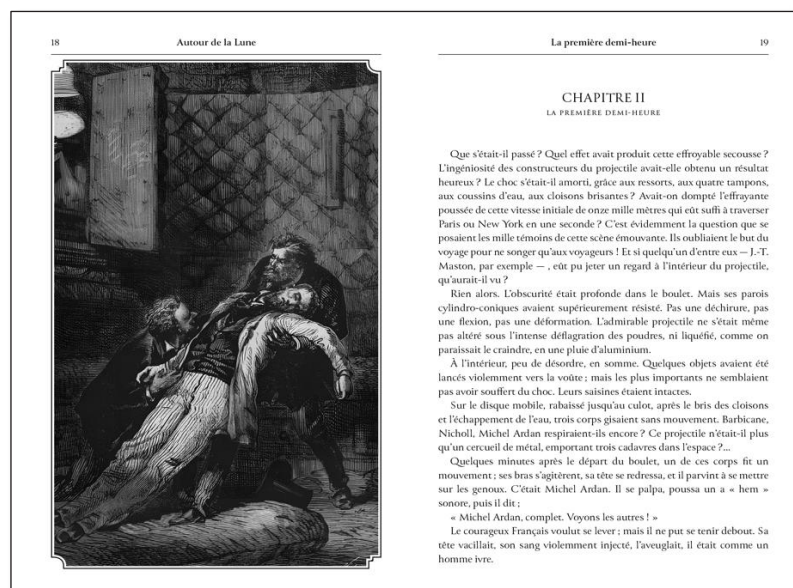 18
Autour de la Lune
La première demi-heure
19
CHAPITRE II
LA PREMIÈRE DEMI-HEURE
Que s'était-il passé ? Quel effet avait produit cette effroyable secousse ?
L'ingéniosité des constructeurs du projectile avait-elle obtenu un résultat
heureux ? Le choc s'était-il amorti, grâce aux ressorts, aux quatre tampons,
aux coussins d'eau, aux cloisons brisantes ? Avait-on dompté l'effrayante
poussée de cette vitesse initiale de onze mille mètres qui eût suffi à traverser
Paris ou New York en une seconde ? C'est évidemment la question que se
posaient les mille témoins de cette scène émouvante. Ils oubliaient le but du
voyage pour ne songer qu'aux voyageurs ! Et si quelqu'un d'entre eux — J.-T.
Maston, par exemple — , eût pu jeter un regard à l'intérieur du projectile,
qu'aurait-il vu ?
Rien alors. L'obscurité était profonde dans le boulet. Mais ses parois
cylindro-coniques avaient supérieurement résisté. Pas une déchirure, pas
une flexion, pas une déformation. L'admirable projectile ne s'était même
pas altéré sous l'intense déflagration des poudres, ni liquéfié, comme on
paraissait le craindre, en une pluie d'aluminium.
À l'intérieur, peu de désordre, en somme. Quelques objets avaient été
lancés violemment vers la voûte ; mais les plus importants ne semblaient
pas avoir souffert du choc. Leurs saisines étaient intactes.
Sur le disque mobile, rabaissé jusqu'au culot, après le bris des cloisons
et l'échappement de l'eau, trois corps gisaient sans mouvement. Barbicane,
Nicholl, Michel Ardan respiraient-ils encore ? Ce projectile n'était-il plus
qu'un cercueil de métal, emportant trois cadavres dans l'espace ?...
Quelques minutes après le départ du boulet, un de ces corps fit un
mouvement ; ses bras s'agitèrent, sa tête se redressa, et il parvint à se mettre
sur les genoux. C'était Michel Ardan. Il se palpa, poussa un « hem »
sonore, puis il dit ;
« Michel Ardan, complet. Voyons les autres ! »
Le courageux Français voulut se lever ; mais il ne put se tenir debout. Sa
tête vacillait, son sang violemment injecté, l'aveuglait, il était comme un
homme ivre.